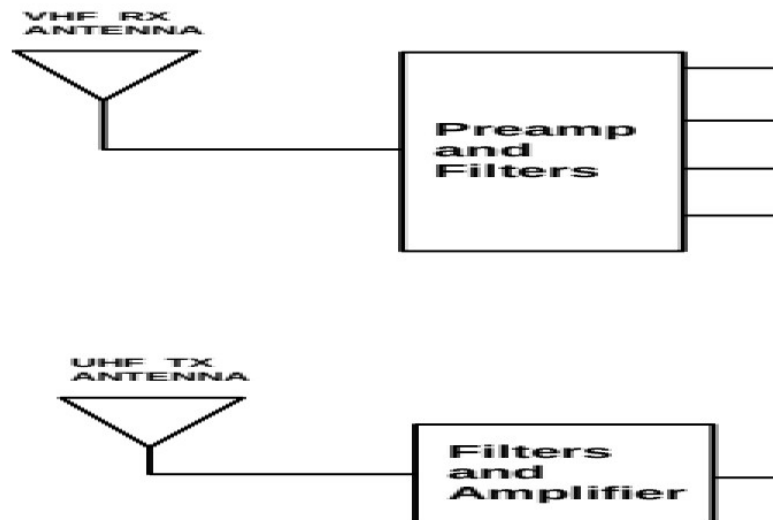 VHF RX
ANTENNA
Preamp
and
Filters
UHF TX
ANTENNA
Filters
and
Amplifier